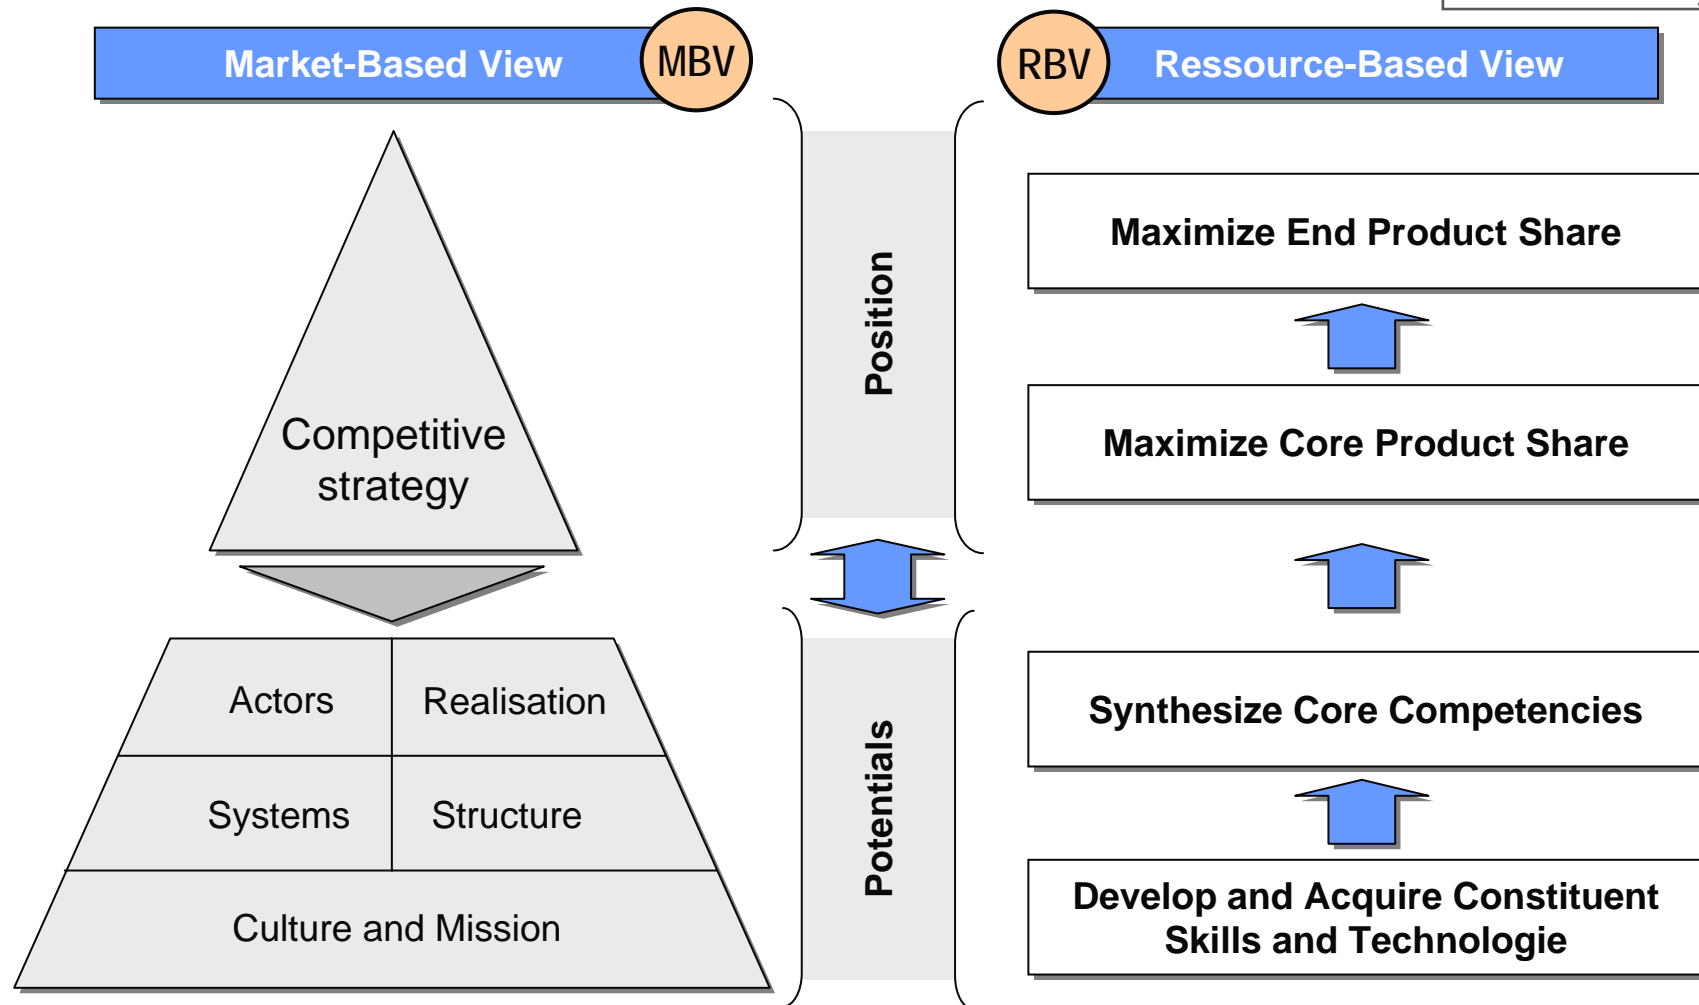 Market-Based View
MBV
RBV
Ressource-Based View
Competitive
strategy
Actors
Realisation
Systems
Structure
Culture and Mission
Position
Potentials
Maximize End Product Share
Maximize Core Product Share
Synthesize Core Competencies
Develop and Acquire Constituent
Skills and Technologie